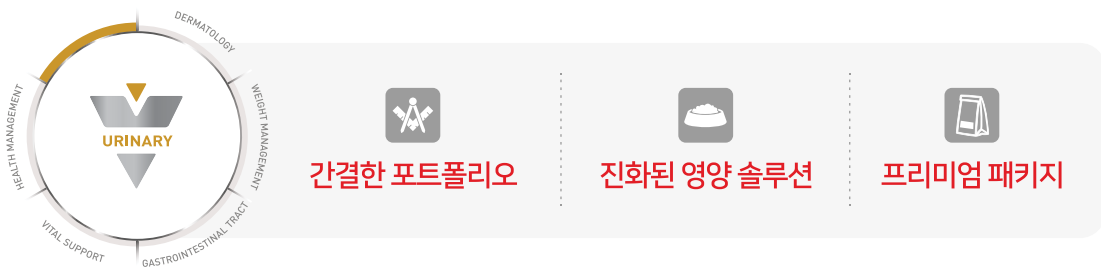 DERMATOLOGY
WEIGHT MANAGEMENT
GASTROINTESTINAL TRACT
VITAL SUPPORT
HEALTH MANAGEMENT
URINARY
간결한 포트폴리오
진화된 영양 솔루션
프리미엄 패키지